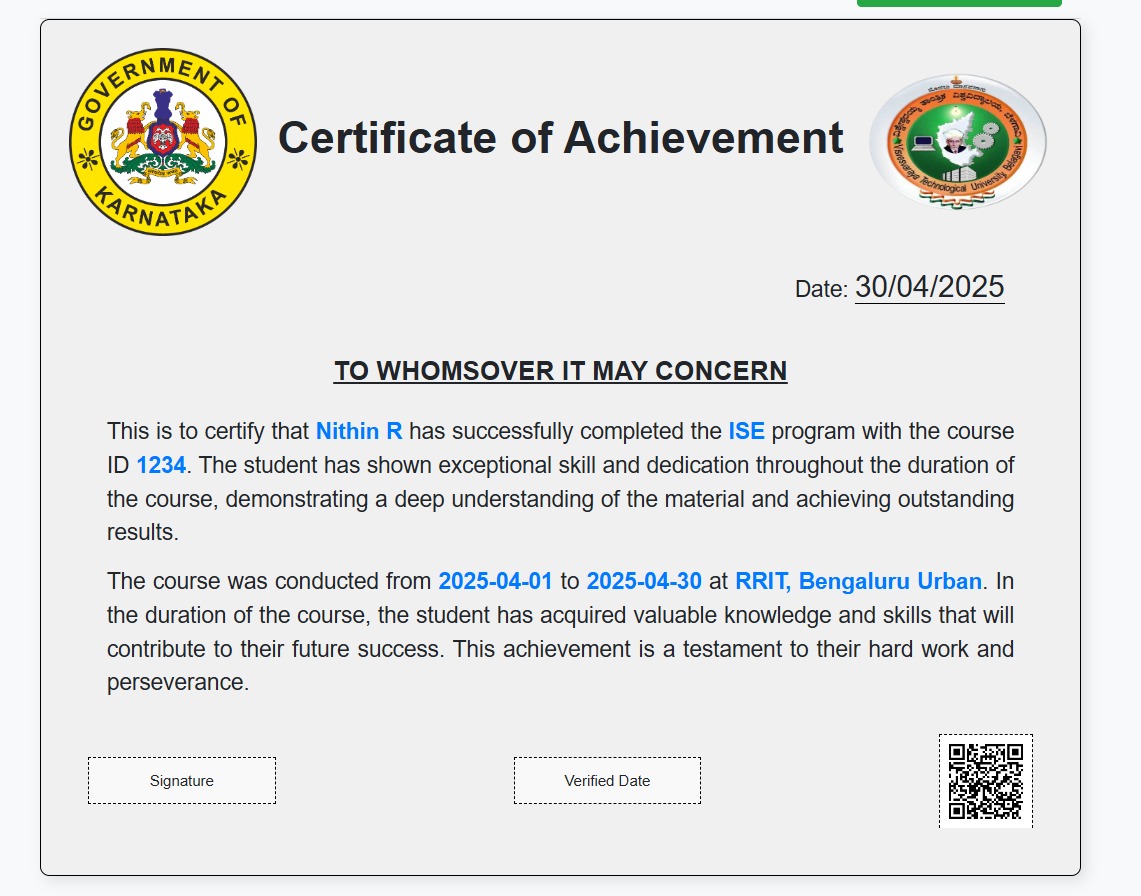 GOVERNMENT OF
KARNATAKA
Certificate of Achievement
Visvesvaraya Technological University, Belagavi
Date: 30/04/2025
TO WHOMSOVER IT MAY CONCERN
This is to certify that Nithin R has successfully completed the ISE program with the course
ID 1234. The student has shown exceptional skill and dedication throughout the duration of
the course, demonstrating a deep understanding of the material and achieving outstanding
results.
The course was conducted from 2025-04-01 to 2025-04-30 at RRIT, Bengaluru Urban. In
the duration of the course, the student has acquired valuable knowledge and skills that will
contribute to their future success. This achievement is a testament to their hard work and
perseverance.
Signature
Verified Date